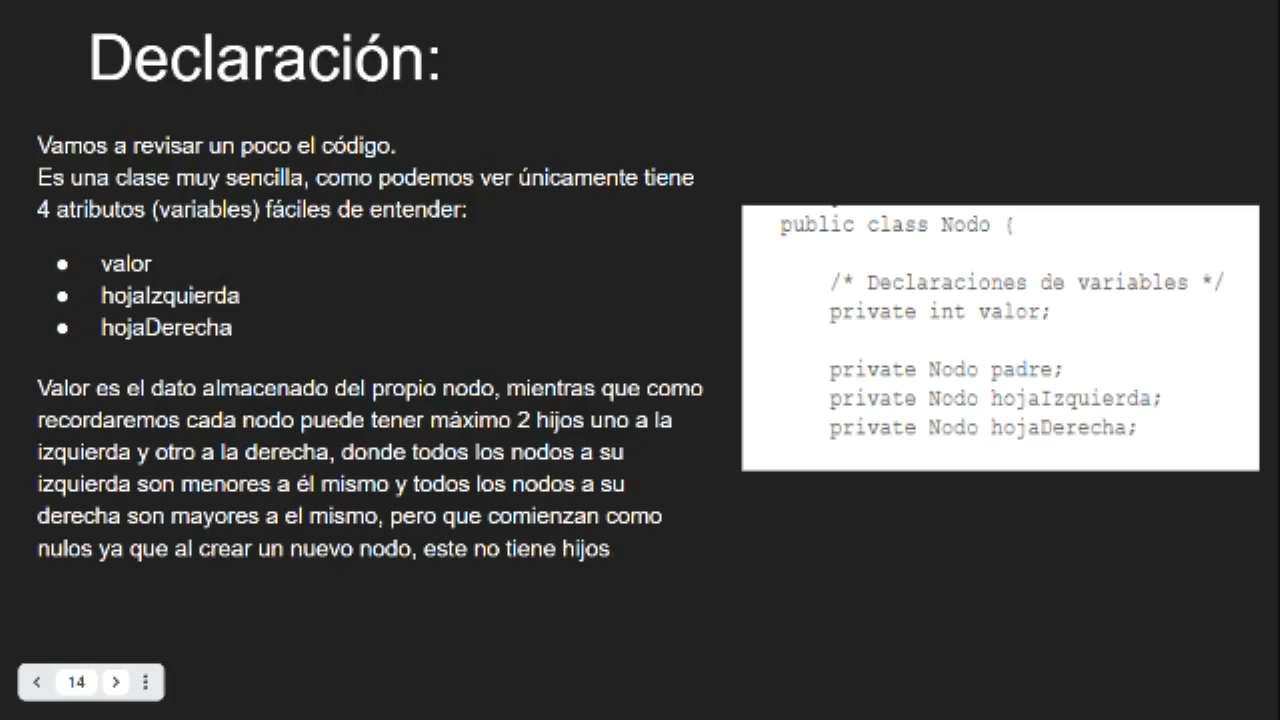 Declaración:
Vamos a revisar un poco el código.
Es una clase muy sencilla, como podemos ver únicamente tiene
4 atributos (variables) fáciles de entender:
● valor
● hojaIzquierda
● hojaDerecha
Valor es el dato almacenado del propio nodo, mientras que como
recordaremos cada nodo puede tener máximo 2 hijos uno a la
izquierda y otro a la derecha, donde todos los nodos a su
izquierda son menores a él mismo y todos los nodos a su
derecha son mayores a el mismo, pero que comienzan como
nulos ya que al crear un nuevo nodo, este no tiene hijos
public class Nodo {
/* Declaraciones de variables */
private int valor;
private Nodo padre;
private Nodo hojaIzquierda;
private Nodo hojaDerecha;
14